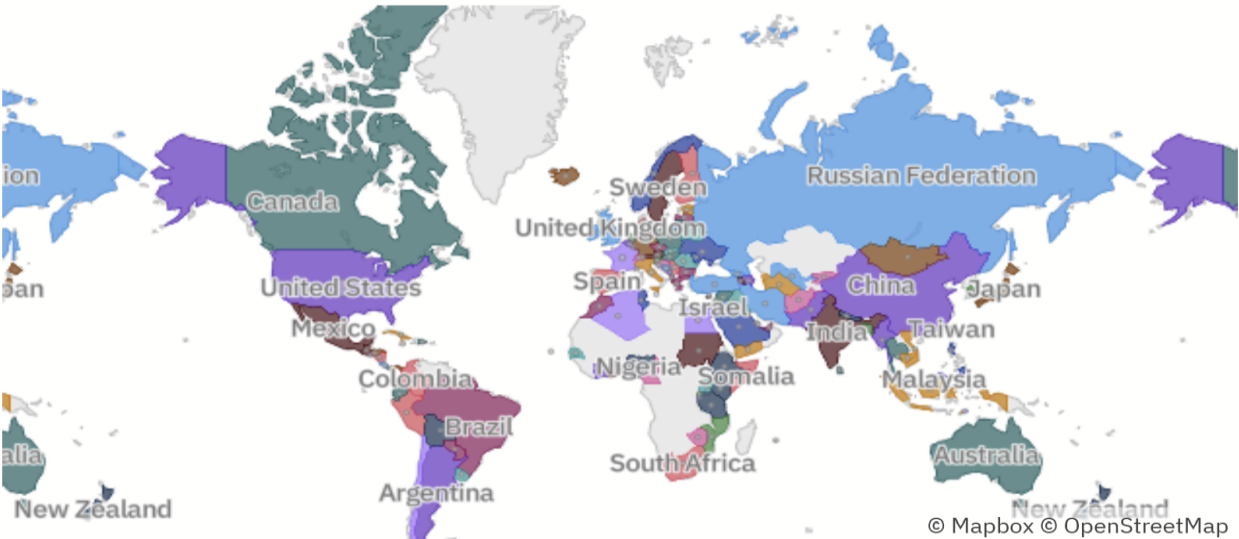 ion
Canada
Sweden
Russian Federation
United Kingdom
pan
United States
Spain
Israel
China
Japan
Mexico
India
Taiwan
Colombia
Nigeria
Somalia
Malaysia
Brazil
alia
South Africa
Australia
Argentina
New Zealand
New Zealand
© Mapbox © OpenStreetMap